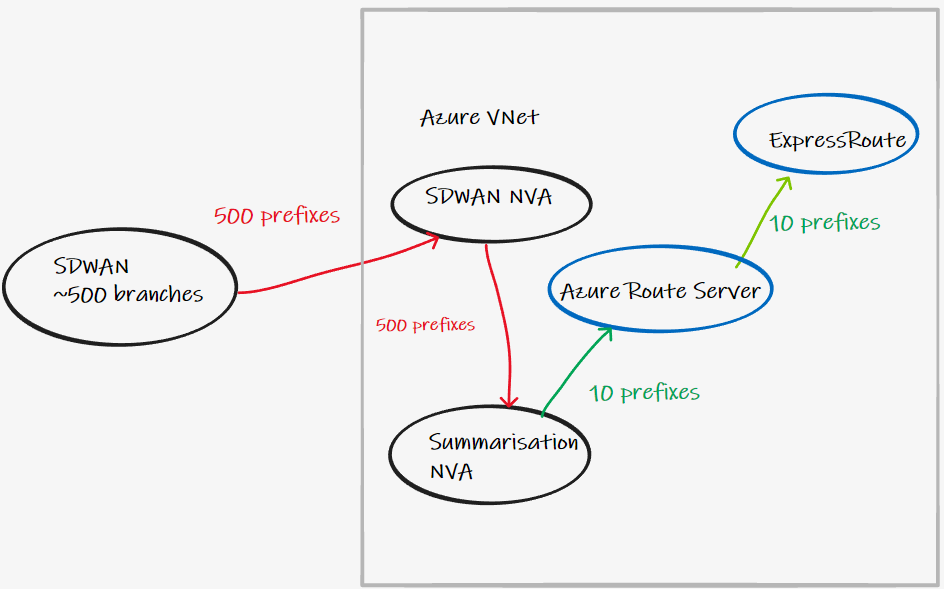 Azure VNet
ExpressRoute
SDWAN NVA
500 prefixes
10 prefixes
SDWAN
~500 branches
Azure Route Server
500 prefixes
10 prefixes
Summarisation
NVA